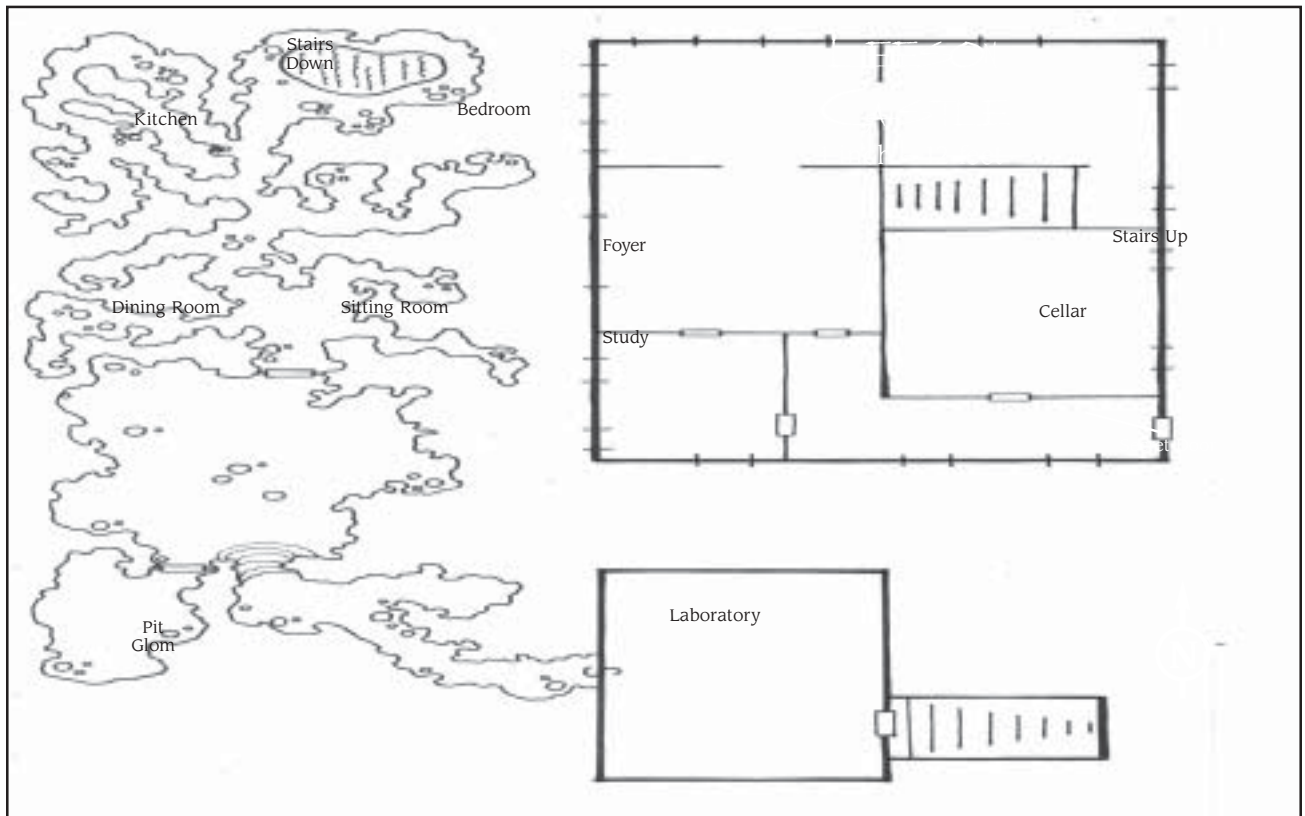 Stairs
Down
Kitchen
Bedroom
Foyer
Stairs Up
Dining Room
Sitting Room
Cellar
Study
Pit
Glom
Laboratory